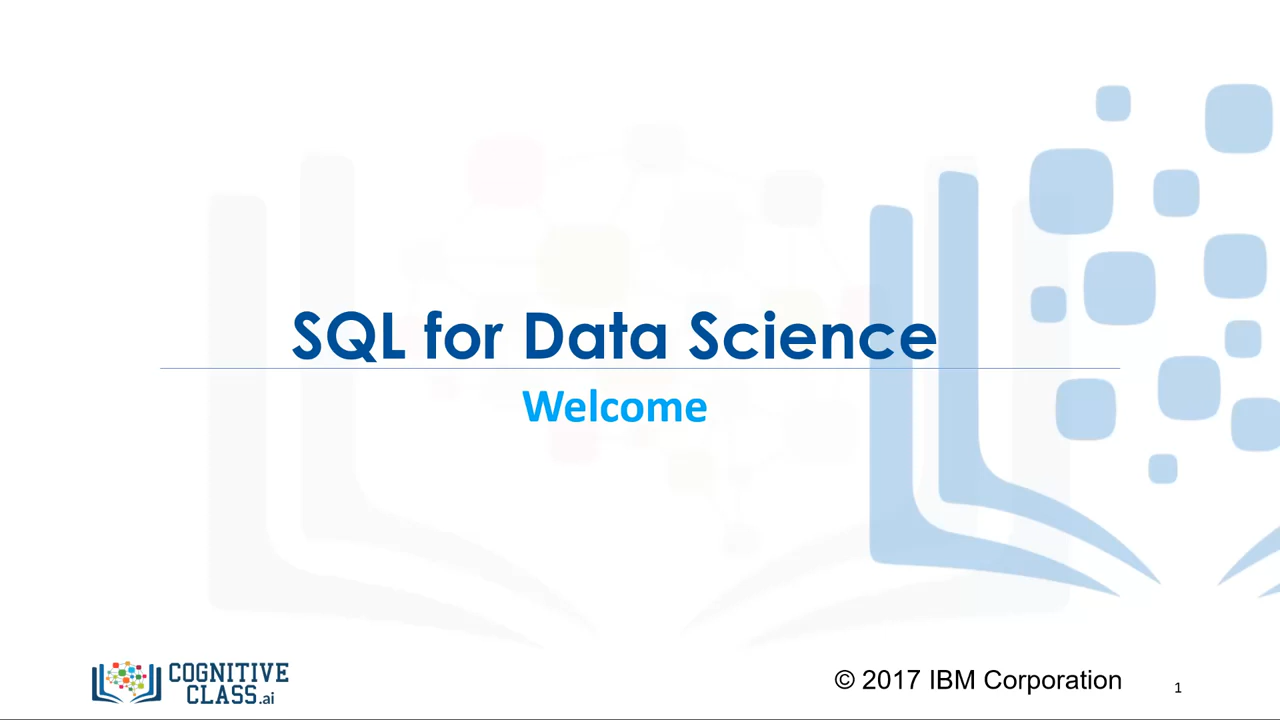 SQL for Data Science
Welcome
COGNITIVE
CLASS.ai
© 2017 IBM Corporation
1